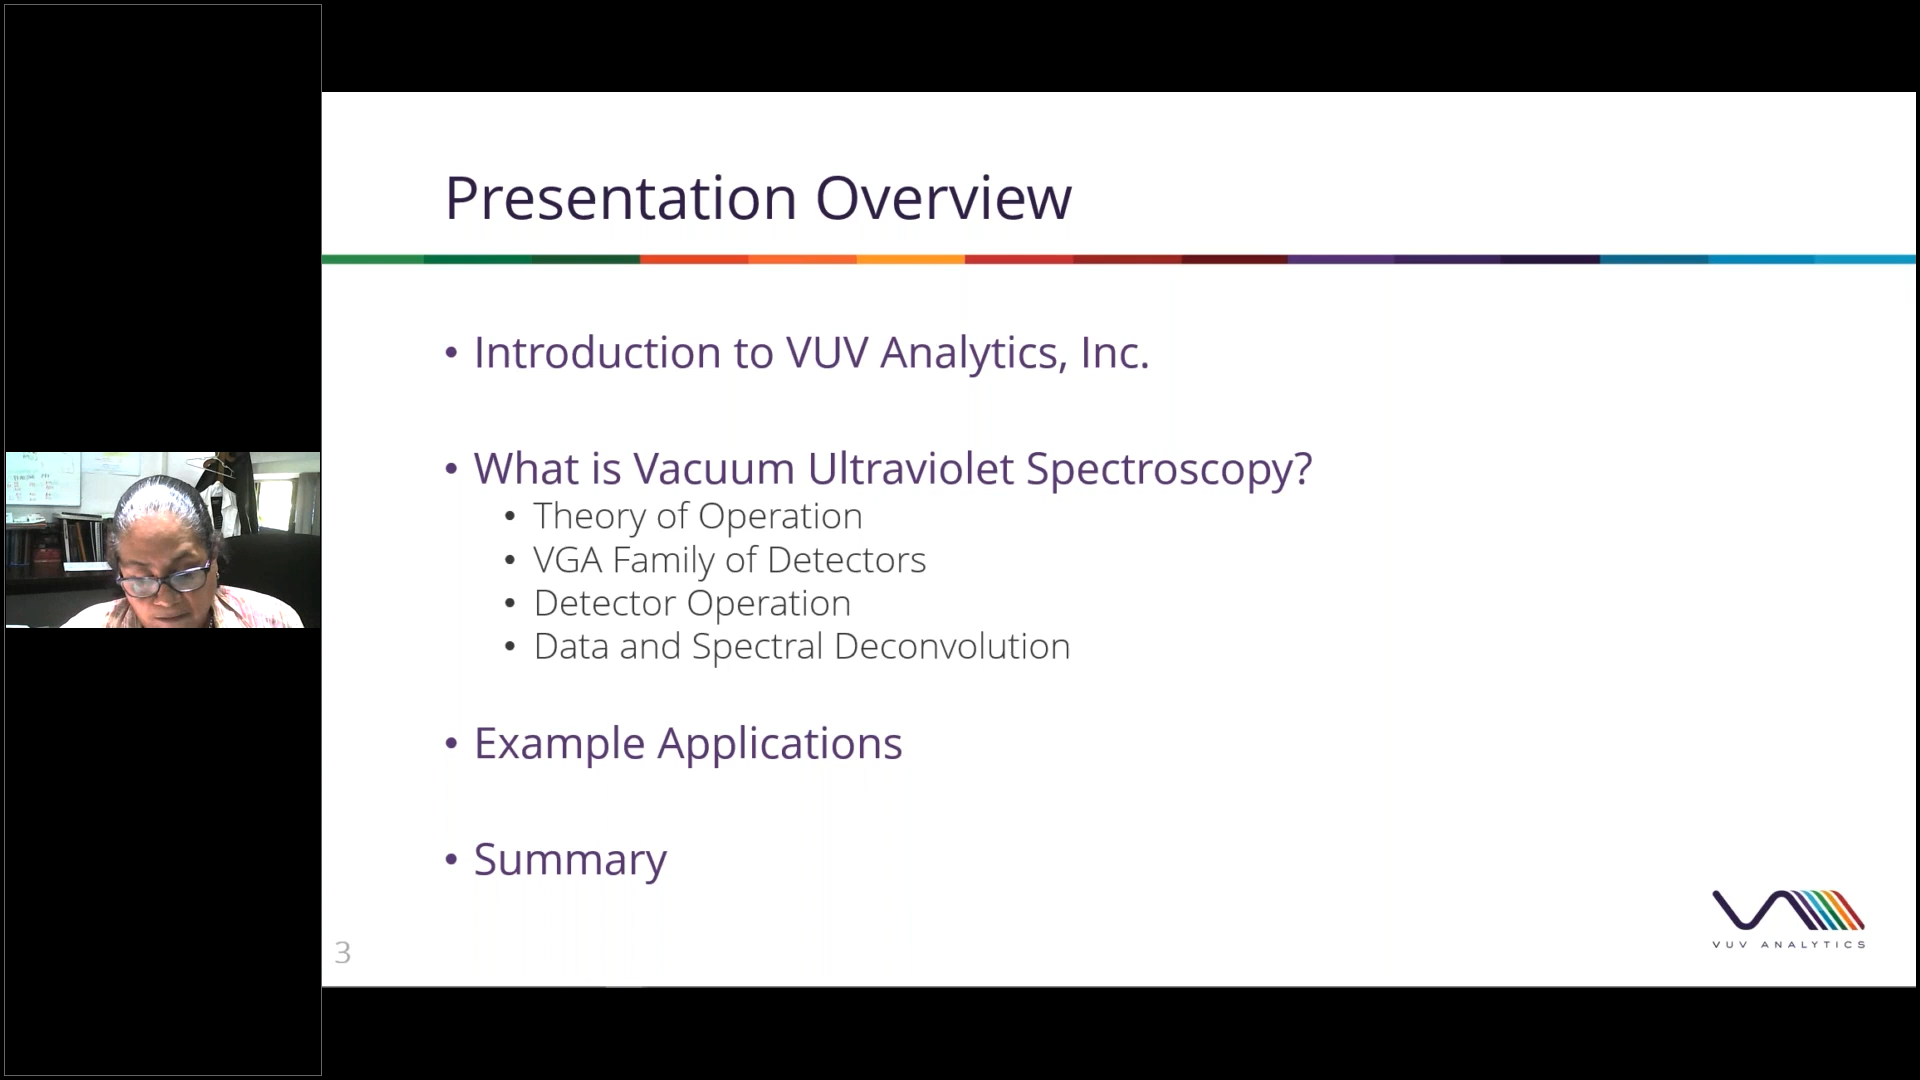 Presentation Overview
• Introduction to VUV Analytics, Inc.
• What is Vacuum Ultraviolet Spectroscopy?
• Theory of Operation
• VGA Family of Detectors
• Detector Operation
• Data and Spectral Deconvolution
• Example Applications
• Summary
3
VUV ANALYTICS